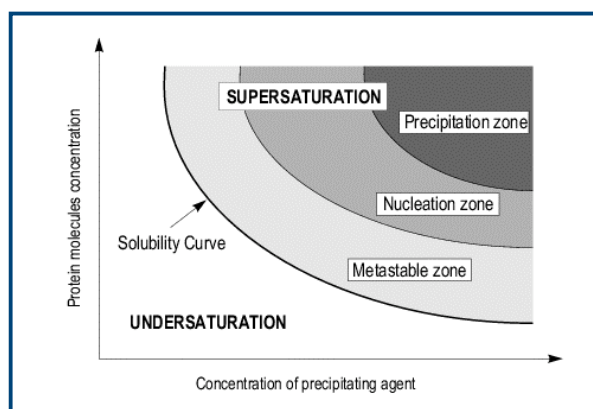 SUPERSATURATION
Precipitation zone
Nucleation zone
Solubility Curve
Metastable zone
UNDERSATURATION
Protein molecules concentration
Concentration of precipitating agent